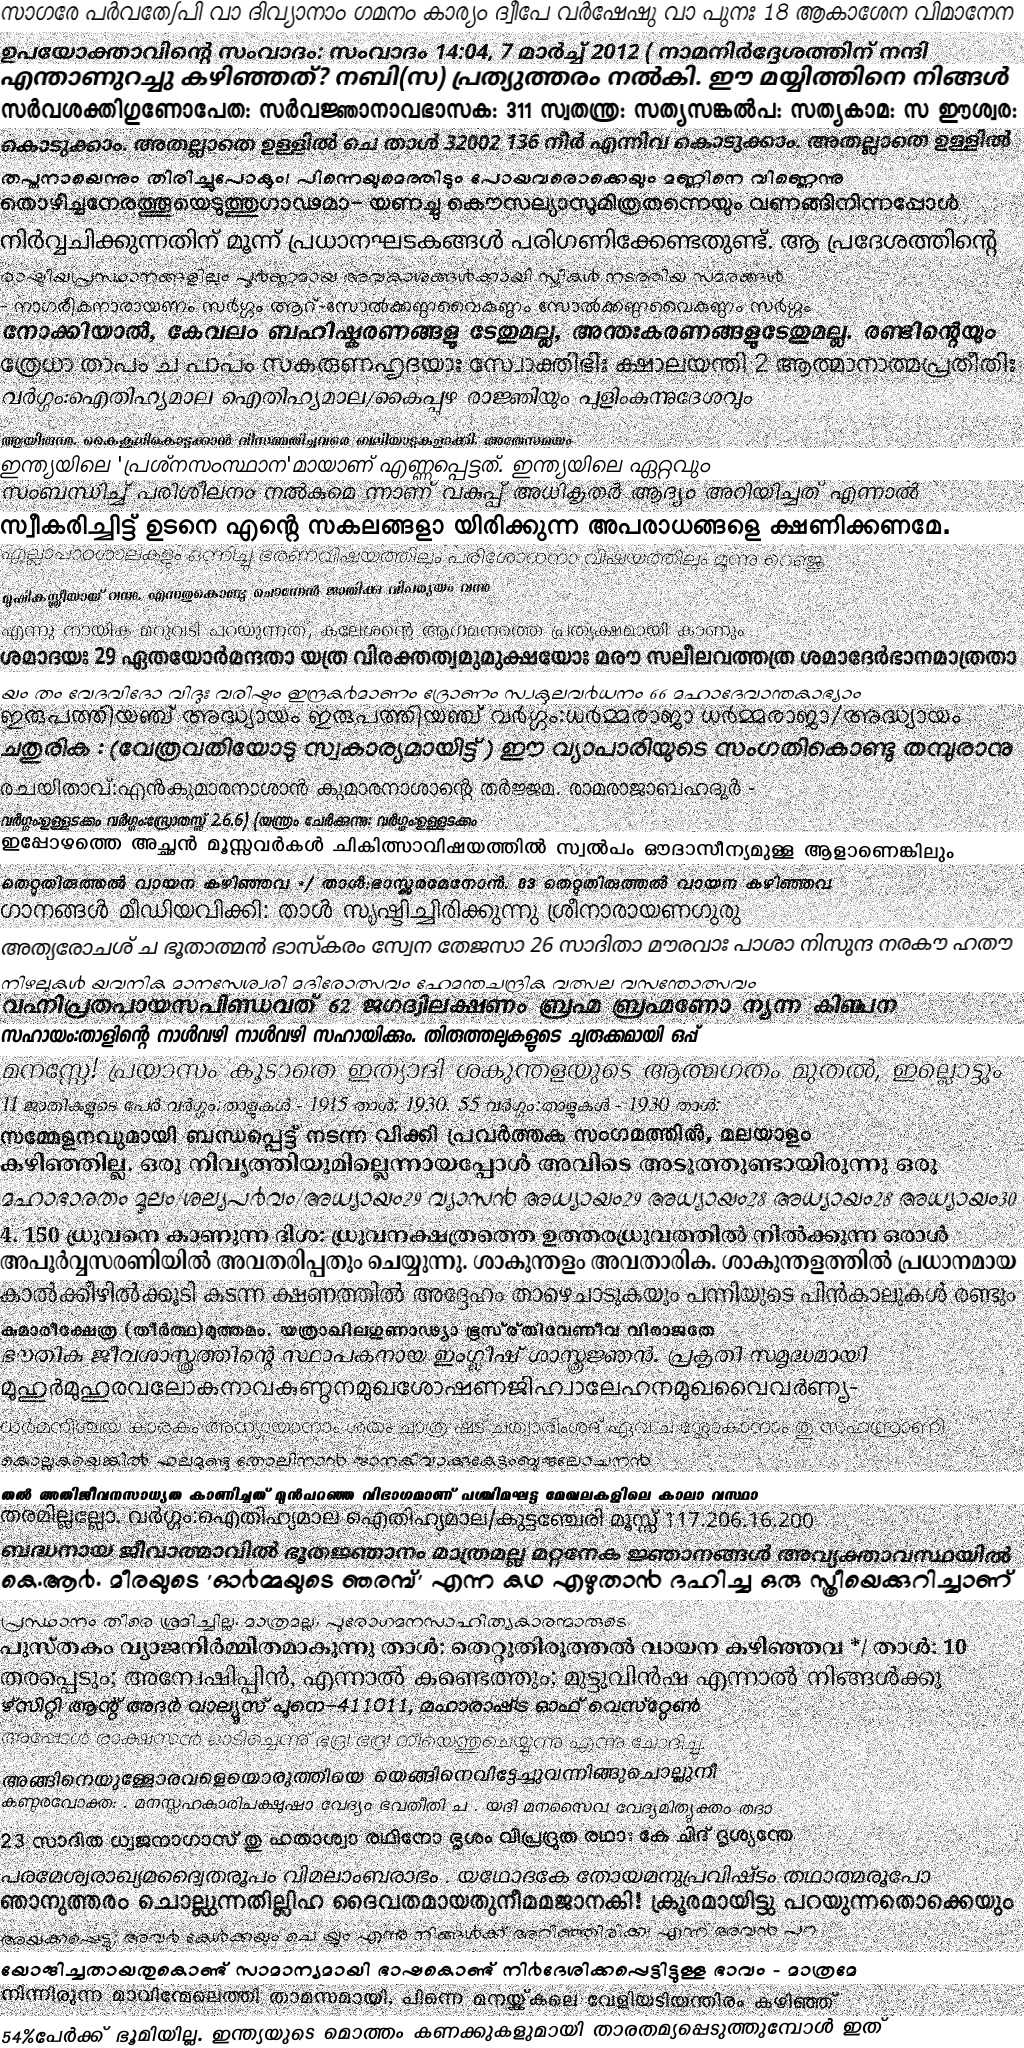 സാഗരേ പർവതേഽപി വാ ദിവ്യാനാം ഗമനം കാര്യം ദ്വീപേ വർഷേഷു വാ പുനഃ 18 ആകാശേന വിമാനേന
ഉപയോക്താവിന്റെ സംവാദം: സംവാദം 14:04, 7 മാർച്ച് 2012 ( നാമനിർദ്ദേശത്തിന് നന്ദി
എന്താണുറച്ചു കഴിഞ്ഞത്? നബി(സ) പ്രത്യുത്തരം നൽകി. ഈ മയ്യിത്തിനെ നിങ്ങൾ
സർവശക്തിഗുണോപേത: സർവജ്ഞാനാവഭാസക: 311 സ്വതന്ത്ര: സത്യസങ്കൽപ: സത്യകാമ: സ ഈശ്വര:
കൊടുക്കാം. അതല്ലാതെ ഉള്ളിൽ ചെ താൾ 32002 136 നീർ എന്നിവ കൊടുക്കാം. അതല്ലാതെ ഉള്ളിൽ
തപ്തനായെന്നും തിരിച്ചുപോകും! പിന്നെയുമെത്തിടും പോയവരൊക്കെയും മണ്ണിനെ വിണ്ണെന്നു
തൊഴിച്ചനേരത്തൂയെടുത്തുഗാഢമാ– യണച്ചു കൌസല്യാസുമിത്രതന്നെയും വണങ്ങിനിന്നപ്പോൾ
നിർവ്വചിക്കുന്നതിന് മൂന്ന് പ്രധാനഘടകങ്ങൾ പരിഗണിക്കേണ്ടതുണ്ട്. ആ പ്രദേശത്തിന്റെ
രാഷ്ട്രീയപ്രസ്ഥാനങ്ങളിലും പൂർണ്ണമായ അവകാശങ്ങൾക്കായി സ്ത്രീകൾ നടത്തിയ സമരങ്ങൾ
- നാഗരീകനാരായണം സർഗ്ഗം ആറ്-സോൽക്കണ്ഠവൈകുണ്ഠം സോൽക്കണ്ഠവൈകുണ്ഠം സർഗ്ഗം
നോക്കിയാൽ, കേവലം ബഹിഷ്കരണങ്ങളു ടേതുമല്ല, അന്തഃകരണങ്ങളുടേതുമല്ല. രണ്ടിന്റെയും
ത്രേധാ താപം ച പാപം സകരുണഹൃദയാഃ സ്വോക്തിഭിഃ ക്ഷാലയന്തി 2 ആത്മാനാത്മപ്രതീതിഃ
വർഗ്ഗം:ഐതിഹ്യമാല ഐതിഹ്യമാല/കൈപ്പുഴ രാജ്ഞിയും പുളിംകുന്നുദേശവും
ആയിരുന്നു. കൈകൂലികൊടുക്കാൻ വിസമ്മതിച്ചവരെ ബലിയാടുകളാക്കി. അതേസമയം
ഇന്ത്യയിലെ 'പ്രശ്നസംസ്ഥാന'മായാണ് എണ്ണപ്പെട്ടത്. ഇന്ത്യയിലെ ഏറ്റവും
സംബന്ധിച്ച് പരിശീലനം നൽകുമെ ന്നാണ് വകുപ്പ് അധികൃതർ ആദ്യം അറിയിച്ചത് എന്നാൽ
സ്വീകരിച്ചിട്ട് ഉടനെ എന്റെ സകലങ്ങളാ യിരിക്കുന്ന അപരാധങ്ങളെ ക്ഷണിക്കണമേ.
എല്ലാപാഠശാലകളും ഒന്നിച്ചു ഭരണവിഷയത്തിലും പരിശോധനാ വിഷയത്തിലും മൂന്നു റെഞ്ചു
മൂഷികസ്ത്രീയായ് വന്നു. എന്നതുകൊണ്ടു ചൊന്നേൻ ജാതിക്കു വിപര്യയം വന്നു
എന്നു നായിക മറുവടി പറയുന്നത്, കലേശന്റെ ആഗമനത്തെ പ്രത്യക്ഷമായി കാണും
ശമാദയഃ 29 ഏതയോർമന്ദതാ യത്ര വിരക്തത്വമുമുക്ഷയോഃ മരൗ സലീലവത്തത്ര ശമാദേർഭാനമാത്രതാ
യം തം വേദവിദോ വിദുഃ വരിഷ്ഠം ഇന്ദ്രകർമാണം ദ്രോണം സ്വകുലവർധനം 66 മഹാദേവാന്തകാഭ്യാം
ഇരുപത്തിയഞ്ച് അദ്ധ്യായം ഇരുപത്തിയഞ്ച് വർഗ്ഗം:ധർമ്മരാജാ ധർമ്മരാജാ/അദ്ധ്യായം
ചതുരിക : (വേത്രവതിയോടു സ്വകാര്യമായിട്ട് ) ഈ വ്യാപാരിയുടെ സംഗതികൊണ്ടു തമ്പുരാനു
രചയിതാവ്:എൻകുമാരനാശാൻ കുമാരനാശാന്റെ തർജ്ജമ. രാമരാജാബഹദൂർ -
വർഗ്ഗം:ഉള്ളടക്കം വർഗ്ഗം:സ്രോതസ്സ് 2.6.6) (യന്ത്രം ചേർക്കുന്നു: വർഗ്ഗം:ഉള്ളടക്കം
ഇപ്പോഴത്തെ അച്ഛൻ മൂസ്സവർകൾ ചികിത്സാവിഷയത്തിൽ സ്വൽപം ഔദാസീന്യമുള്ള ആളാണെങ്കിലും
തെറ്റുതിരുത്തൽ വായന കഴിഞ്ഞവ */ താൾ:ഭാസ്ക്കരമേനോൻ. 83 തെറ്റുതിരുത്തൽ വായന കഴിഞ്ഞവ
ഗാനങ്ങൾ മീഡിയവിക്കി: താൾ സൃഷ്ടിച്ചിരിക്കുന്നു ശ്രീനാരായണഗുരു
അത്യരോചശ് ച ഭൂതാത്മൻ ഭാസ്കരം സ്വേന തേജസാ 26 സാദിതാ മൗരവാഃ പാശാ നിസുന്ദ നരകൗ ഹതൗ
നിഴലുകൾ യവനിക മാനസേശ്വരി മദിരോത്സവം ഹേമന്തചന്ദ്രിക വത്സല വസന്തോത്സവം
വഹ്നിപ്രതപായസപിണ്ഡവത് 62 ജഗദ്വിലക്ഷണം ബ്രഹ്മ ബ്രഹ്മണോ ന്യന്ന കിഞ്ചന
സഹായം:താളിന്റെ നാൾവഴി നാൾവഴി സഹായിക്കും. തിരുത്തലുകളുടെ ചുരുക്കമായി ഒപ്പ്
മനസ്സേ! പ്രയാസം കൂടാതെ ഇത്യാദി ശകുന്തളയുടെ ആത്മഗതം മുതൽ, ഇല്ലൊട്ടും
11 ജാതികളുടെ പേർ വർഗ്ഗം:താളുകൾ - 1915 താൾ: 1930. 55 വർഗ്ഗം:താളുകൾ - 1930 താൾ:
സമ്മേളനവുമായി ബന്ധപ്പെട്ട് നടന്ന വിക്കി പ്രവർത്തക സംഗമത്തിൽ, മലയാളം
കഴിഞ്ഞില്ല. ഒരു നിവൃത്തിയുമില്ലെന്നായപ്പോൾ അവിടെ അടുത്തുണ്ടായിരുന്നു ഒരു
മഹാഭാരതം മൂലം/ശല്യപർവം/അധ്യായം29 വ്യാസൻ അധ്യായം29 അധ്യായം28 അധ്യായം28 അധ്യായം30
4. 150 ധ്രുവനെ കാണുന്ന ദിശ: ധ്രുവനക്ഷത്രത്തെ ഉത്തരധ്രുവത്തിൽ നിൽക്കുന്ന ഒരാൾ
അപൂർവ്വസരണിയിൽ അവതരിപ്പതും ചെയ്യുന്നു. ശാകുന്തളം അവതാരിക. ശാകുന്തളത്തിൽ പ്രധാനമായ
കാൽക്കീഴിൽക്കൂടി കടന്ന ക്ഷണത്തിൽ അദ്ദേഹം താഴെചാടുകയും പന്നിയുടെ പിൻകാലുകൾ രണ്ടും
കുമാരീക്ഷേത്ര (തീർത്ഥ)മുത്തമം. യത്രാഖിലഗുണാഢ്യാ ഭൂസ്ര്തിവേണീവ വിരാജതേ
ഭൗതിക ജീവശാസ്ത്രത്തിന്റെ സ്ഥാപകനായ ഇംഗ്ലീഷ് ശാസ്ത്രജ്ഞൻ. പ്രകൃതി സമൃദ്ധമായി
മുഹുർമുഹുരവലോകനാവകുണ്ഠനമുഖശോഷണജിഹ്വാലേഹനമുഖവൈവർണ്യ-
ധർമനിശ്ചയ കാരകം അധ്യായാനാം ശതം ചാത്ര ഷട് ചത്വാരിംശദ് ഏവ ച ശ്ലോകാനാം തു സഹസ്രാണി
കൊല്ലുകയെങ്കിൽ ഫലമുണ്ടു തോലിനാൻ ജാനകീവാക്കുകേട്ടംബുജലോചനൻ
തൽ അതിജീവനസാധ്യത കാണിച്ചത് മുൻപറഞ്ഞ വിഭാഗമാണ് പശ്ചിമഘട്ട മേഖലകളിലെ കാലാ വസ്ഥാ
തരമില്ലല്ലോ. വർഗ്ഗം:ഐതിഹ്യമാല ഐതിഹ്യമാല/കുട്ടഞ്ചേരി മൂസ്സ് 117.206.16.200
ബദ്ധനായ ജീവാത്മാവിൽ ഭൂതജ്ഞാനം മാത്രമല്ല മറ്റനേക ജ്ഞാനങ്ങൾ അവ്യക്താവസ്ഥയിൽ
കെ.ആർ. മീരയുടെ 'ഓർമ്മയുടെ ഞരമ്പ്' എന്ന കഥ എഴുതാൻ ദഹിച്ച ഒരു സ്ത്രീയെക്കുറിച്ചാണ്
പ്രസ്ഥാനം തിരെ ശ്രമിച്ചില്ല; മാത്രമല്ല; പുരോഗമനസാഹിത്യകാരന്മാരുടെ
പുസ്തകം വ്യാജനിർമ്മിതമാകുന്നു താൾ: തെറ്റുതിരുത്തൽ വായന കഴിഞ്ഞവ */ താൾ: 10
തരപ്പെടും; അന്വേഷിപ്പിൻ, എന്നാൽ കണ്ടെത്തും; മുട്ടുവിൻഷ എന്നാൽ നിങ്ങൾക്കു
ഴ്സിറ്റി ആന്റ് അദർ വാല്യൂസ് പൂനെ–411011, മഹാരാഷ്ട്ര ഓഫ് വെസ്റ്റേൺ
അപ്പോൾ രാക്ഷസൻ ഓടിച്ചെന്നു ഭദ്രി! ഭദ്രി! നീയെന്തുചെയ്യുന്നു എന്നു ചോദിച്ചു.
അങ്ങിനെയുള്ളോരവളെയൊരുത്തിയെ യെങ്ങിനെവിട്ടേച്ചുവന്നിങ്ങുചൊല്ലുനീ
കണ്ഠരവോക്തഃ . മനസ്സഹകാരിചക്ഷുഷാ വേദ്യം ഭവതീതി ച . യദി മനസൈവ വേദ്യമിത്യുക്തം തദാ
23 സാദിത ധ്വജനാഗാസ് തു ഹതാശ്വാ രഥിനോ ഭൃശം വിപ്രദ്രുത രഥാഃ കേ ചിദ് ദൃശ്യന്തേ
പരമേശ്വരാഖ്യമദ്വൈതരൂപം വിമലാംബരാഭം . യഥോദകേ തോയമനുപ്രവിഷ്ടം തഥാത്മരൂപോ
ഞാനുത്തരം ചൊല്ലുന്നതില്ലിഹ ദൈവതമായതുനീമമജാനകി! ക്രൂരമായിട്ടു പറയുന്നതൊക്കെയും
അയക്കപ്പെട്ടു; അവർ കേൾക്കയും ചെ യ്യും എന്നു നിങ്ങൾക്ക് അറിഞ്ഞിരിക്ക! എന്ന് അവൻ പറ
യോജിച്ചതായതുകൊണ്ട് സാമാന്യമായി ഭാഷകൊണ്ട് നിർദേശിക്കപ്പെട്ടിട്ടുള്ള ഭാവം - മാത്രമേ
നിന്നിരുന്ന മാവിന്മേലെത്തി താമസമായി, പിന്നെ മനയ്ക്കലെ വേളിയടിയന്തിരം കഴിഞ്ഞ്
54%പേർക്ക് ഭൂമിയില്ല. ഇന്ത്യയുടെ മൊത്തം കണക്കുകളുമായി താരതമ്യപ്പെടുത്തുമ്പോൾ ഇത്